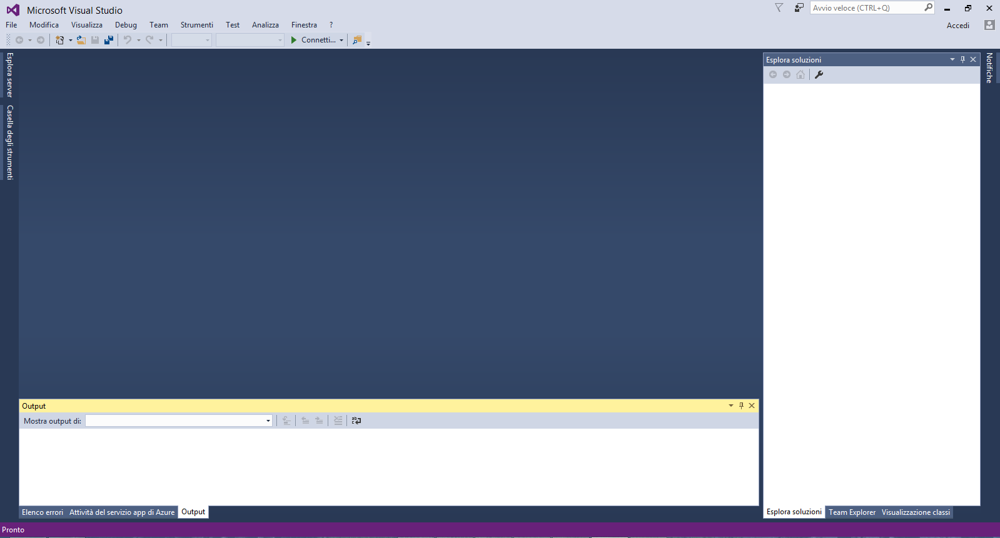 Microsoft Visual Studio
Avvio veloce (CTRL+Q)
File Modifica Visualizza Debug Team Strumenti Test Analizza Finestra ?
Accedi
Connetti...
Esplora server
Casella degli strumenti
Esplora soluzioni
Notifiche
Output
Mostra output di:
Elenco errori Attività del servizio app di Azure Output
Esplora soluzioni Team Explorer Visualizzazione classi
Pronto